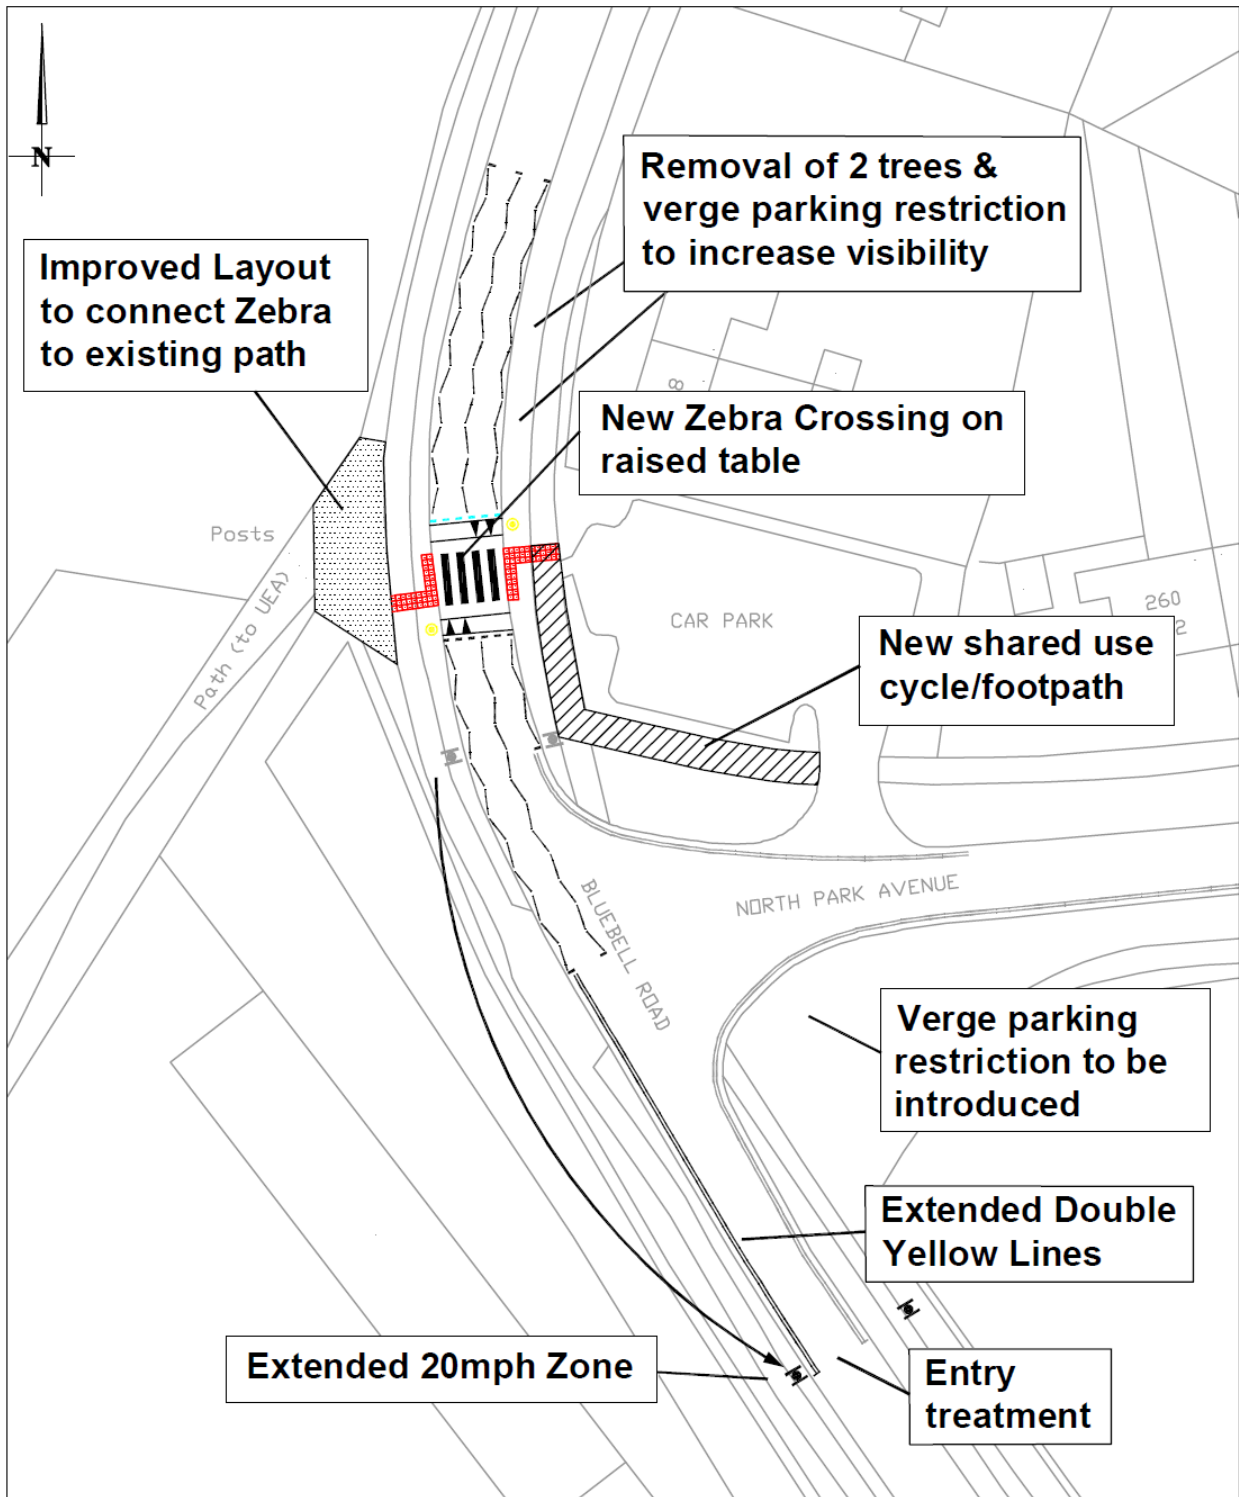 N
Removal of 2 trees &
verge parking restriction
to increase visibility
Improved Layout
to connect Zebra
to existing path
8
New Zebra Crossing on
raised table
Posts
Path (to UEA)
CAR PARK
260
2
New shared use
cycle/footpath
BLUEBELL ROAD
NORTH PARK AVENUE
Verge parking
restriction to be
introduced
Extended Double
Yellow Lines
Extended 20mph Zone
Entry
treatment